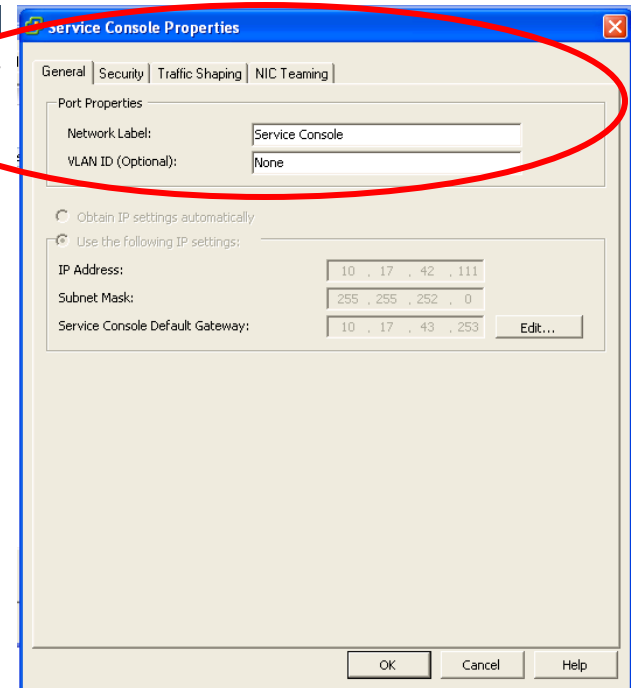 Service Console Properties
General Security Traffic Shaping NIC Teaming
Port Properties
Network Label: Service Console
VLAN ID (Optional): None
Obtain IP settings automatically
Use the following IP settings:
IP Address: 10 . 17 . 42 . 111
Subnet Mask: 255 . 255 . 252 . 0
Service Console Default Gateway: 10 . 17 . 43 . 253 Edit...
OK Cancel Help